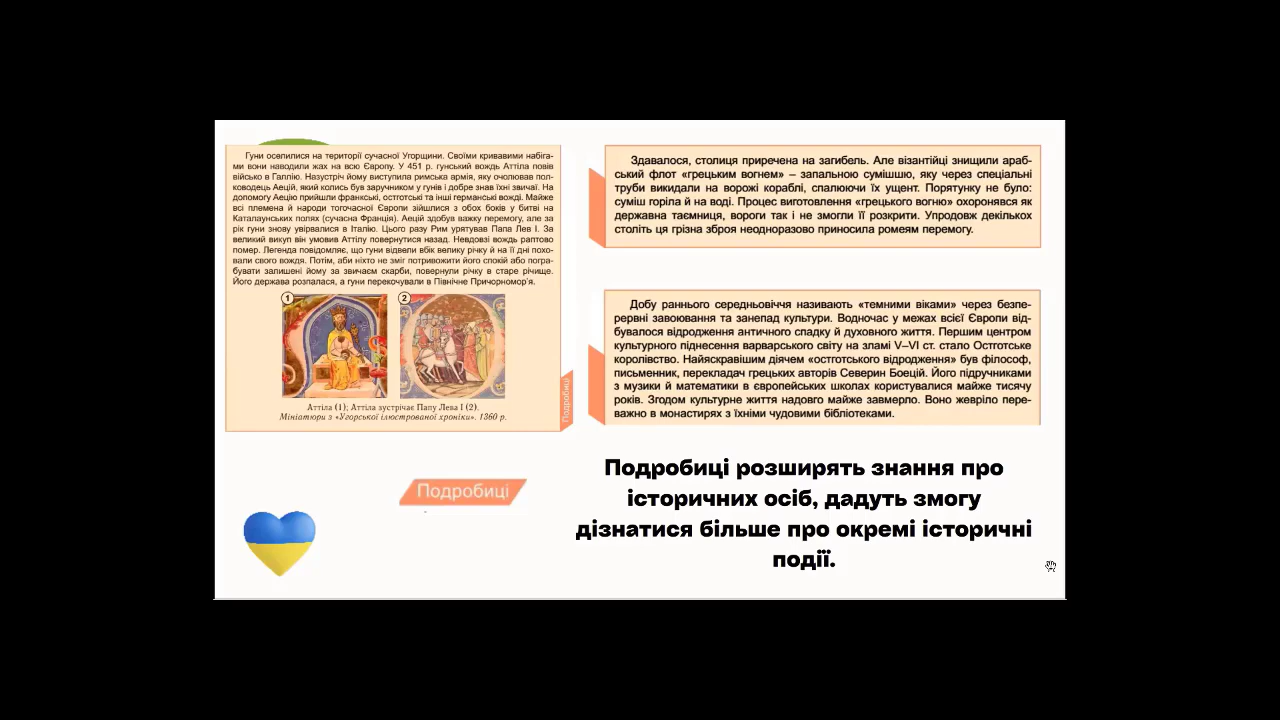 Гуни оселилися на території сучасної Угорщини. Своїми кривавими набіга-
ми вони наводили жах на всю Європу. У 451 р. гунський вождь Аттіла повів
військо в Галлію. Назустріч йому виступила римська армія, яку очолював пол-
ководець Аецій, який колись був заручником у гунів і добре знав їхні звичаї. На
допомогу Аецію прийшли франкські, остготські та інші германські вожді. Майже
всі племена й народи тогочасної Європи зійшлися з обох боків у битві на
Каталаунських полях (сучасна Франція). Аецій здобув важку перемогу, але за
рік гуни знову увірвалися в Італію. Цього разу Рим урятував Папа Лев I. За
великий викуп він умовив Аттілу повернутися назад. Невдовзі вождь раптово
помер. Легенда повідомляє, що гуни відвели вбік велику річку й на її дні похо-
вали свого вождя. Потім, аби ніхто не зміг потривожити його спокій або погра-
бувати залишені йому за звичаєм скарби, повернули річку в старе річище.
Його держава розпалася, а гуни перекочували в Північне Причорномор'я.
1
2
Аттіла (1); Аттіла зустрічає Папу Лева I (2).
Мініатюри з «Угорської ілюстрованої хроніки». 1360 р.
Подробиці
Здавалося, столиця приречена на загибель. Але візантійці знищили араб-
ський флот «грецьким вогнем» – запальною сумішшю, яку через спеціальні
труби викидали на ворожі кораблі, спалюючи їх ущент. Порятунку не було:
суміш горіла й на воді. Процес виготовлення «грецького вогню» охоронявся як
державна таємниця, вороги так і не змогли її розкрити. Упродовж декількох
століть ця грізна зброя неодноразово приносила ромеям перемогу.
Добу раннього середньовіччя називають «темними віками» через безпе-
рервні завоювання та занепад культури. Водночас у межах всієї Європи від-
бувалося відродження античного спадку й духовного життя. Першим центром
культурного піднесення варварського світу на зламі V–VI ст. стало Остготське
королівство. Найяскравішим діячем «остготського відродження» був філософ,
письменник, перекладач грецьких авторів Северин Боецій. Його підручниками
з музики й математики в європейських школах користувалися майже тисячу
років. Згодом культурне життя надовго майже завмерло. Воно жевріло пере-
важно в монастирях з їхніми чудовими бібліотеками.
Подробиці
Подробиці розширять знання про
історичних осіб, дадуть змогу
дізнатися більше про окремі історичні
події.